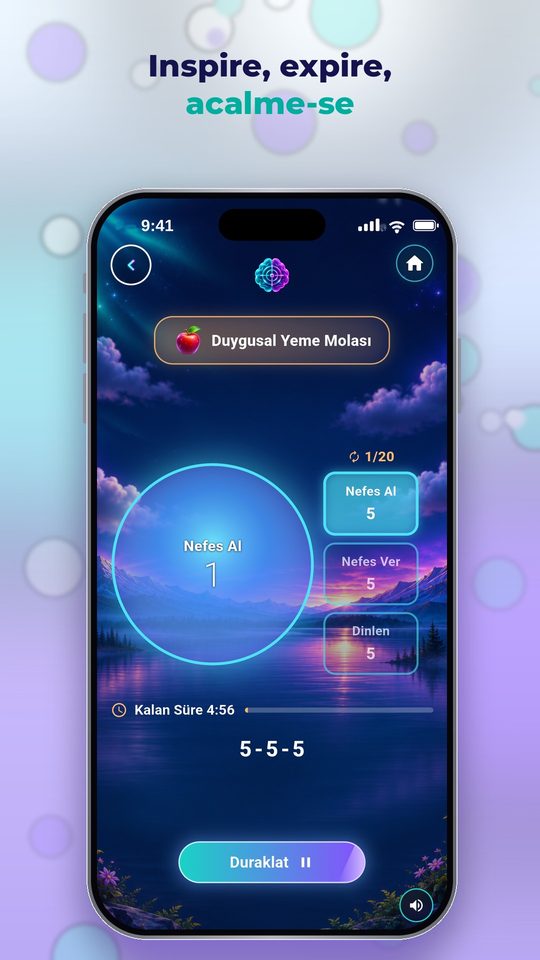 Inspire, expire,
acalme-se
9:41
Duygusal Yeme Molası
1/20
Nefes Al
5
Nefes Al
1
Nefes Ver
5
Dinlen
5
Kalan Süre 4:56
5-5-5
Duraklat